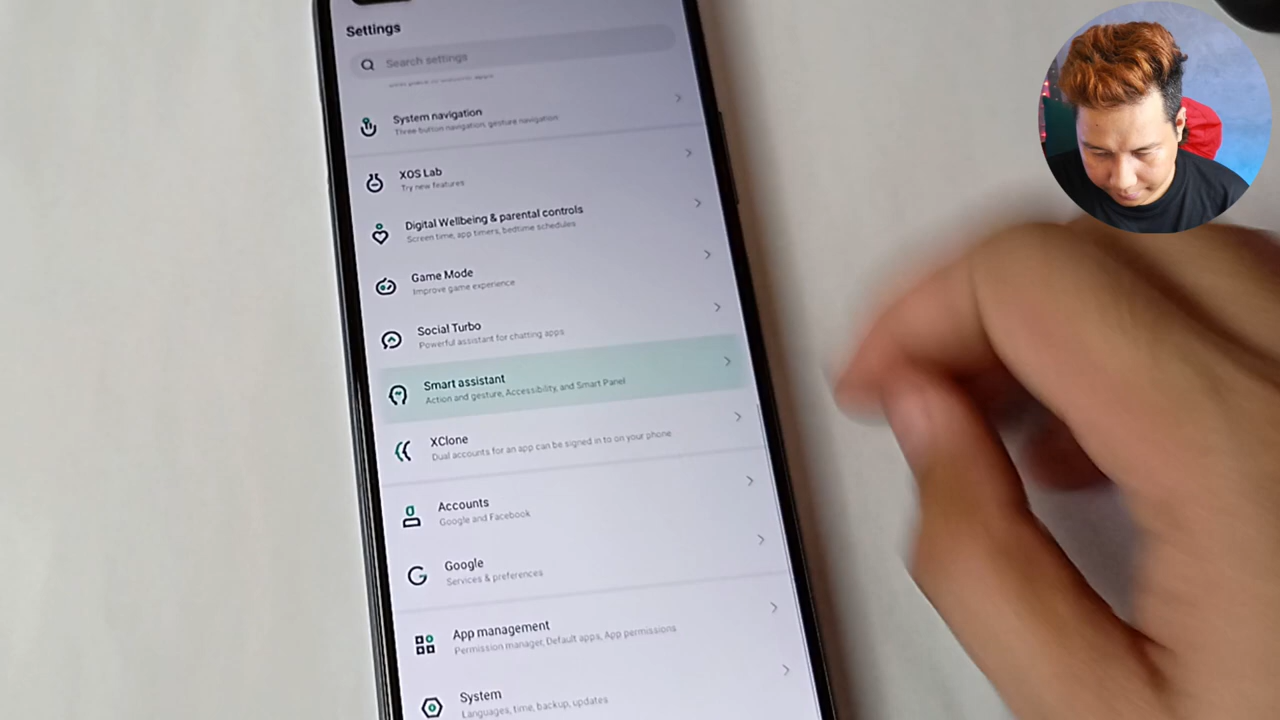 Settings
Search settings
System navigation
Three-button navigation, gesture navigation
XOS Lab
Try new features
Digital Wellbeing & parental controls
Screen time, app timers, bedtime schedules
Game Mode
Improve game experience
Social Turbo
Powerful assistant for chatting apps
Smart assistant
Action and gesture, Accessibility, and Smart Panel
XClone
Dual accounts for an app can be signed in to on your phone
Accounts
Google and Facebook
Google
Services & preferences
App management
Permission manager, Default apps, App permissions
System
Languages, time, backup, updates